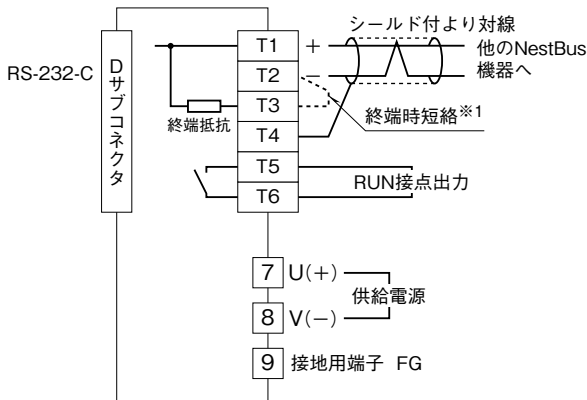 シールド付より対線
T1
+
他のNestBus
機器へ
RS-232-C
Dサブコネクタ
T2
−
T3
終端抵抗
終端時短絡※1
T4
T5
RUN接点出力
T6
7
U(+)
供給電源
8
V(−)
9
接地用端子 FG